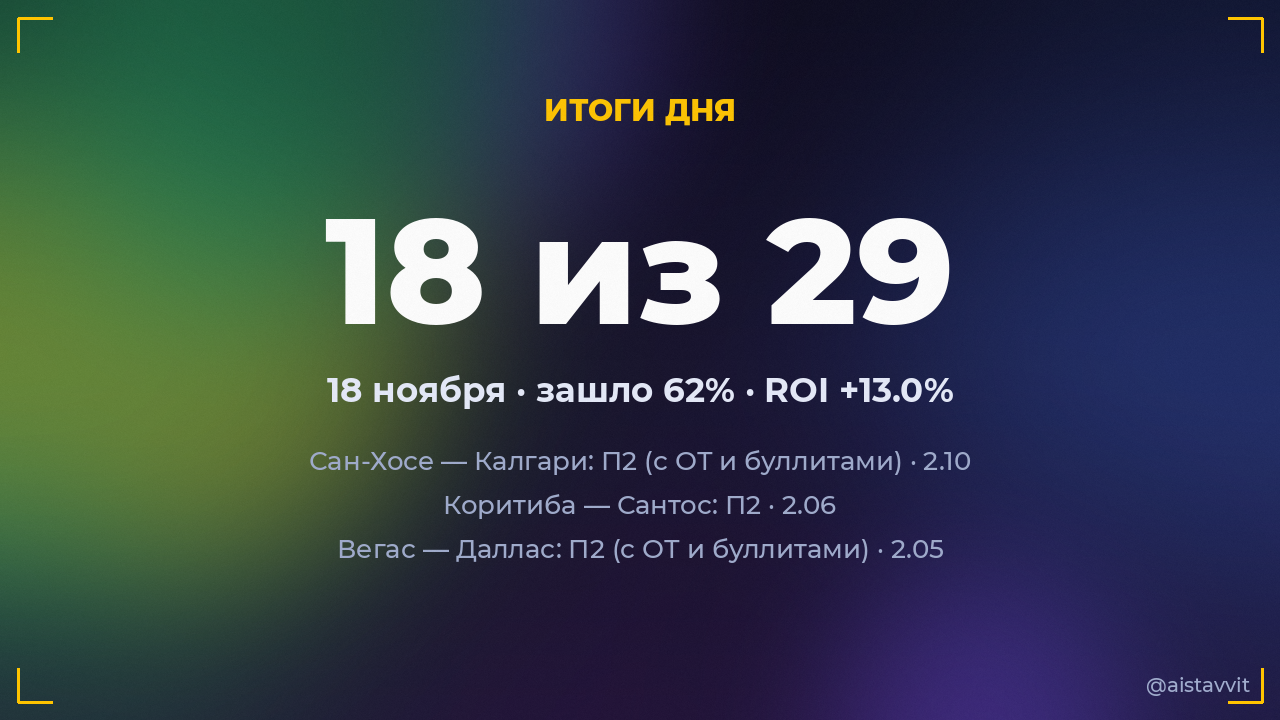 ИТОГИ ДНЯ
18 из 29
18 ноября · зашло 62% · ROI +13.0%
Сан-Хосе — Калгари: П2 (с ОТ и буллитами) · 2.10
Коритиба — Сантос: П2 · 2.06
Вегас — Даллас: П2 (с ОТ и буллитами) · 2.05
@aistavvit